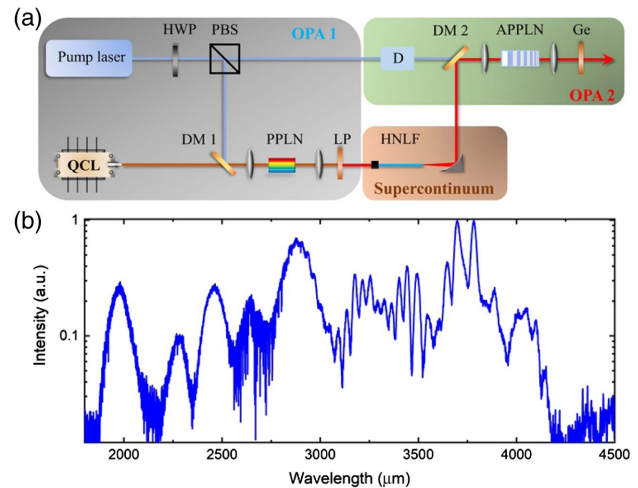 (a)
HWP PBS OPA 1 DM 2 APPLN Ge
Pump laser D
OPA 2
DM 1 PPLN LP HNLF
QCL
Supercontinuum
(b)
1
Intensity (a.u.)
0.1
2000 2500 3000 3500 4000 4500
Wavelength (μm)